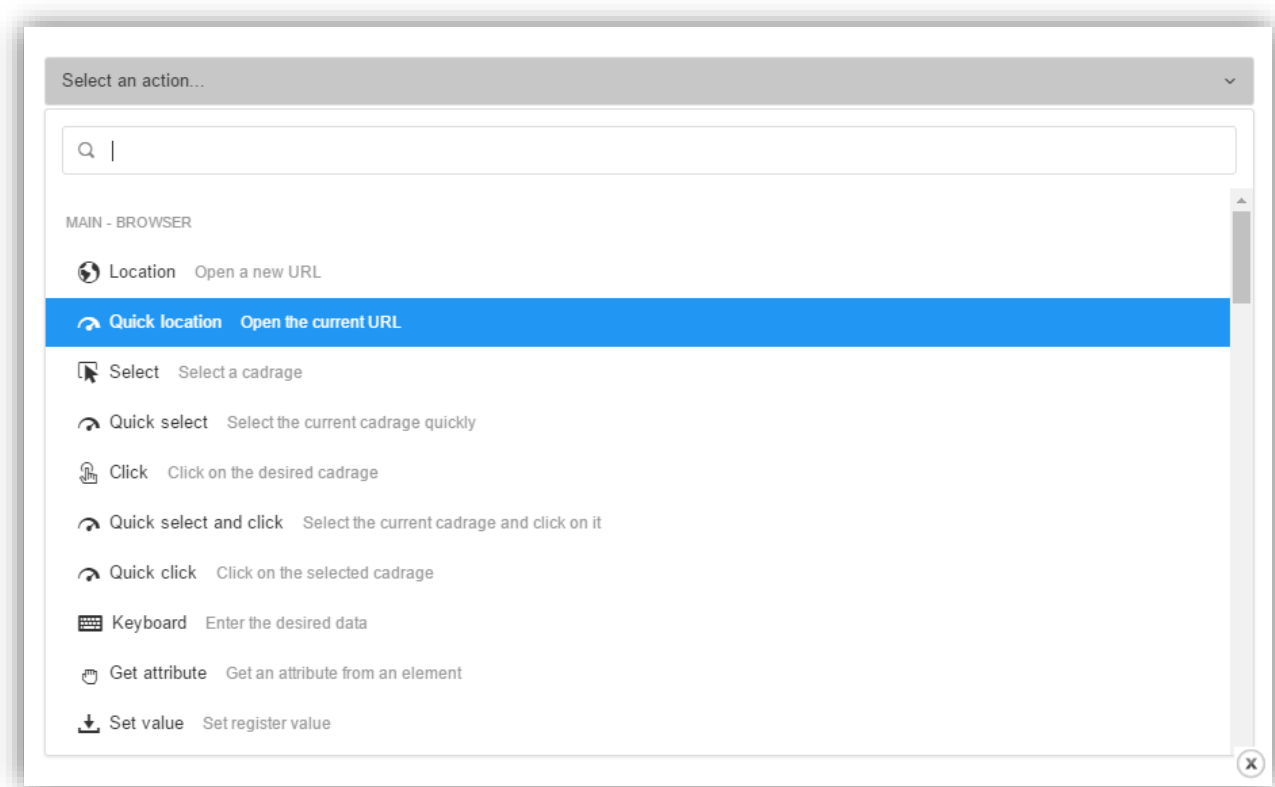 Select an action...
MAIN - BROWSER
Location Open a new URL
Quick location Open the current URL
Select Select a cadrage
Quick select Select the current cadrage quickly
Click Click on the desired cadrage
Quick select and click Select the current cadrage and click on it
Quick click Click on the selected cadrage
Keyboard Enter the desired data
Get attribute Get an attribute from an element
Set value Set register value